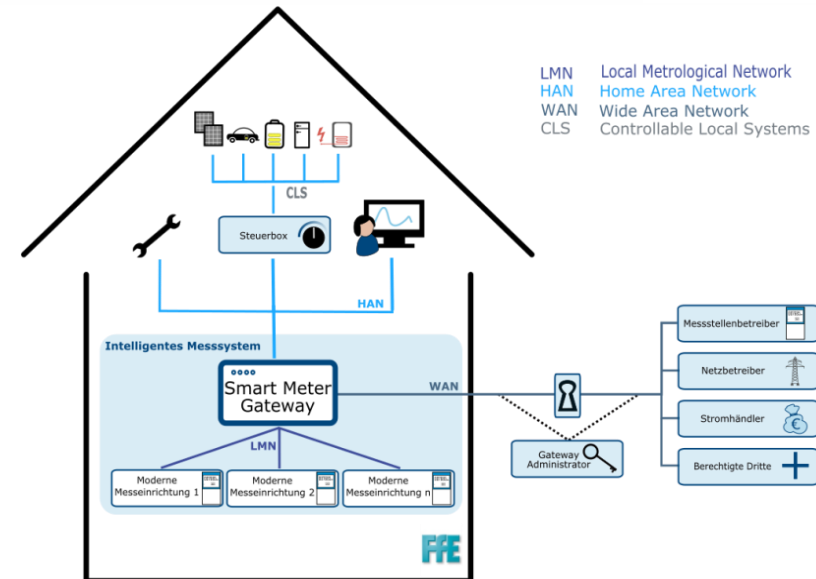 LMN Local Metrological Network
HAN Home Area Network
WAN Wide Area Network
CLS Controllable Local Systems
CLS
Steuerbox
HAN
Intelligentes Messsystem
Smart Meter
Gateway
WAN
LMN
Moderne
Messeinrichtung 1
Moderne
Messeinrichtung 2
Moderne
Messeinrichtung n
Gateway
Administrator
Messstellenbetreiber
Netzbetreiber
Stromhändler
€
Berechtigte Dritte
FfE